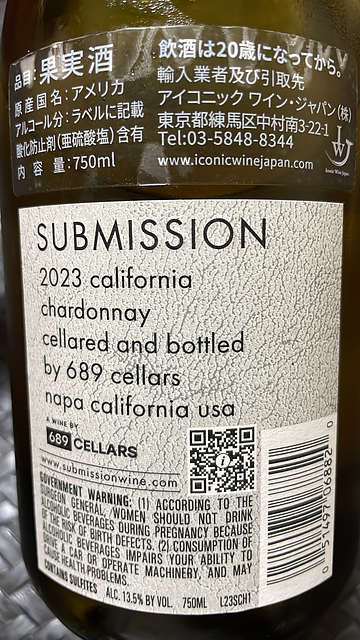 品目:果実酒
原産国名:アメリカ
アルコール分:ラベルに記載
酸化防止剤(亜硫酸塩)含有
内容量:750ml
飲酒は20歳になってから。
輸入業者及び引取先
アイコニック ワイン・ジャパン(株)
東京都練馬区中村南3-22-1
Tel:03-5848-8344
www.iconicwinejapan.com
Iconic Wine Japan
SUBMISSION
2023 california
chardonnay
cellared and bottled
by 689 cellars
napa california usa
A WINE BY
689 CELLARS
www.submissionwine.com
GOVERNMENT WARNING: (1) ACCORDING TO THE
SURGEON GENERAL, WOMEN SHOULD NOT DRINK
ALCOHOLIC BEVERAGES DURING PREGNANCY BECAUSE
OF THE RISK OF BIRTH DEFECTS. (2) CONSUMPTION OF
ALCOHOLIC BEVERAGES IMPAIRS YOUR ABILITY TO
DRIVE A CAR OR OPERATE MACHINERY, AND MAY
CAUSE HEALTH PROBLEMS.
CONTAINS SULFITES ALC. 13.5% BY VOL. 750ML L23SCH1